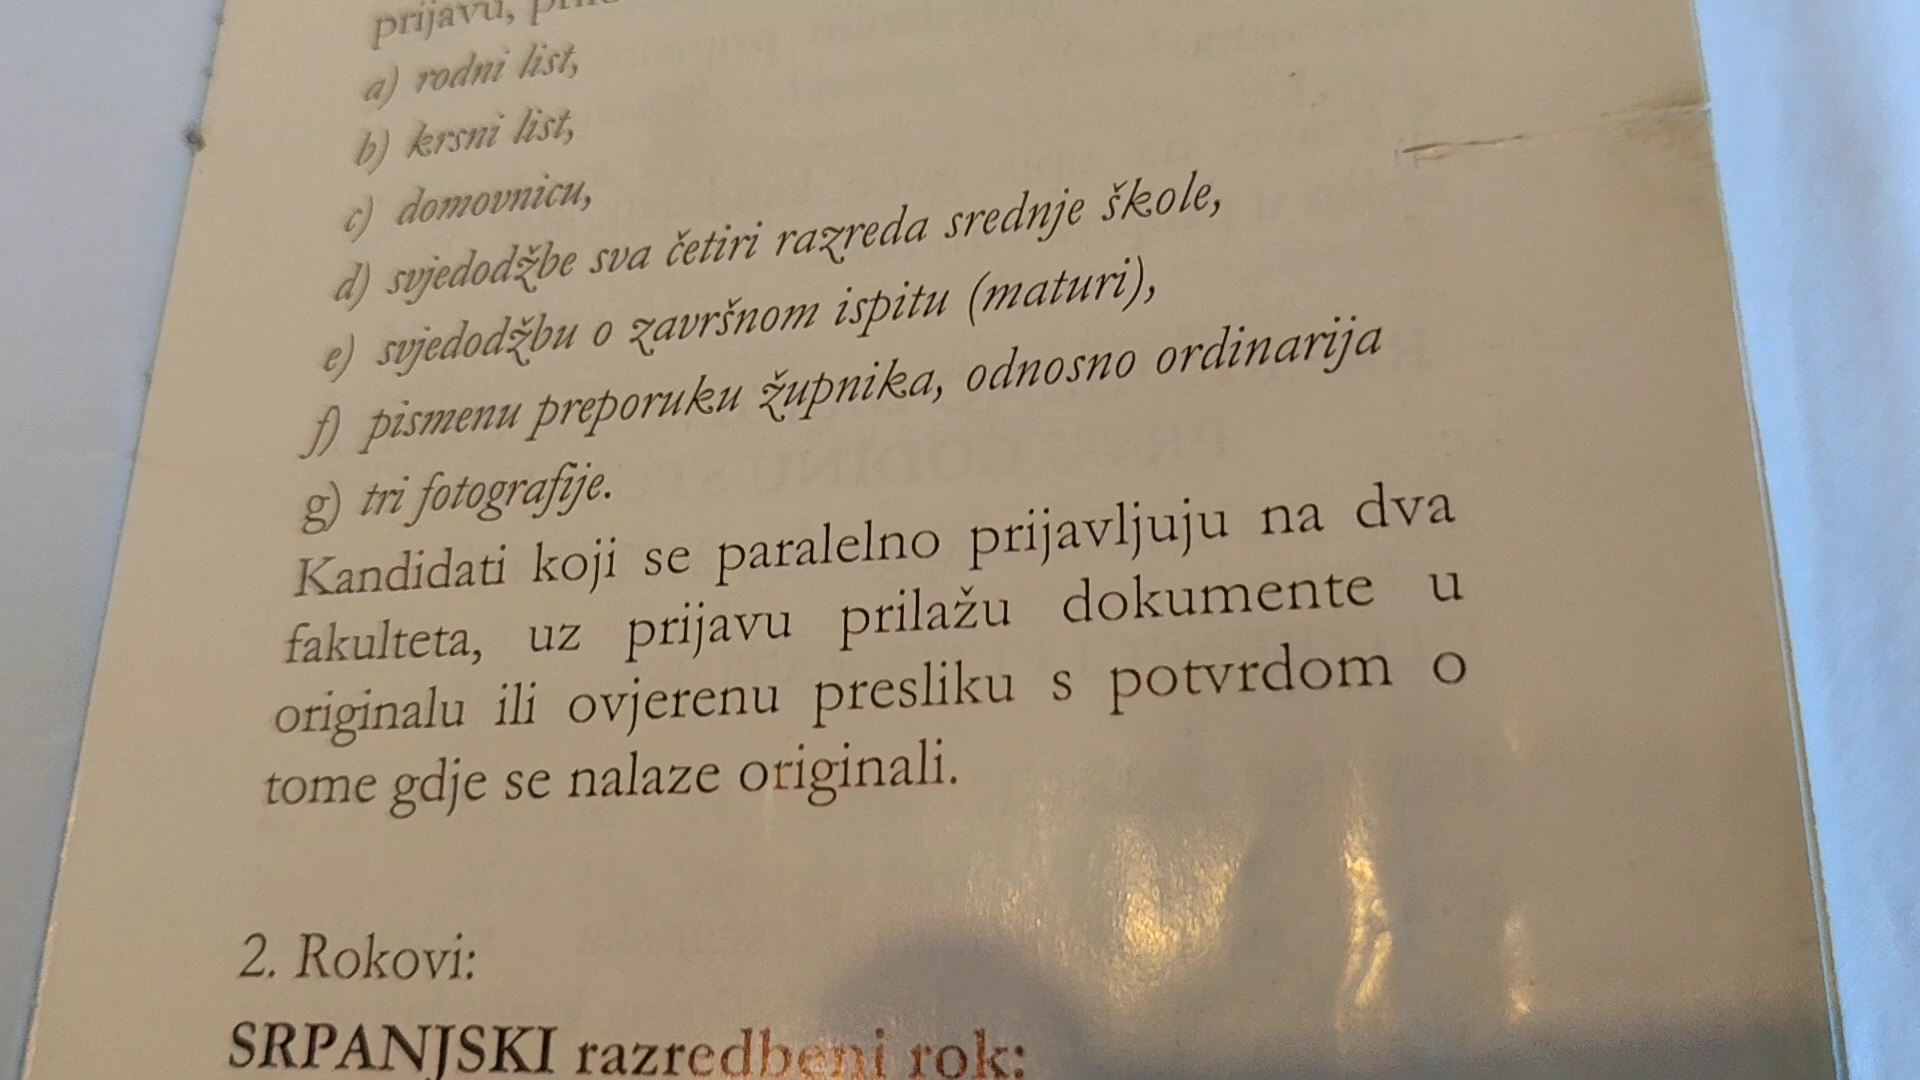 prijavu,
a) rodni list,
b) krsni list,
c) domovnicu,
d) svjedodžbe sva četiri razreda srednje škole,
e) svjedodžbu o završnom ispitu (maturi),
f) pismenu preporuku župnika, odnosno ordinarija
g) tri fotografije.
Kandidati koji se paralelno prijavljuju na dva
fakulteta, uz prijavu prilažu dokumente u
originalu ili ovjerenu presliku s potvrdom o
tome gdje se nalaze originali.
2. Rokovi:
SRPANJSKI razredbeni rok: